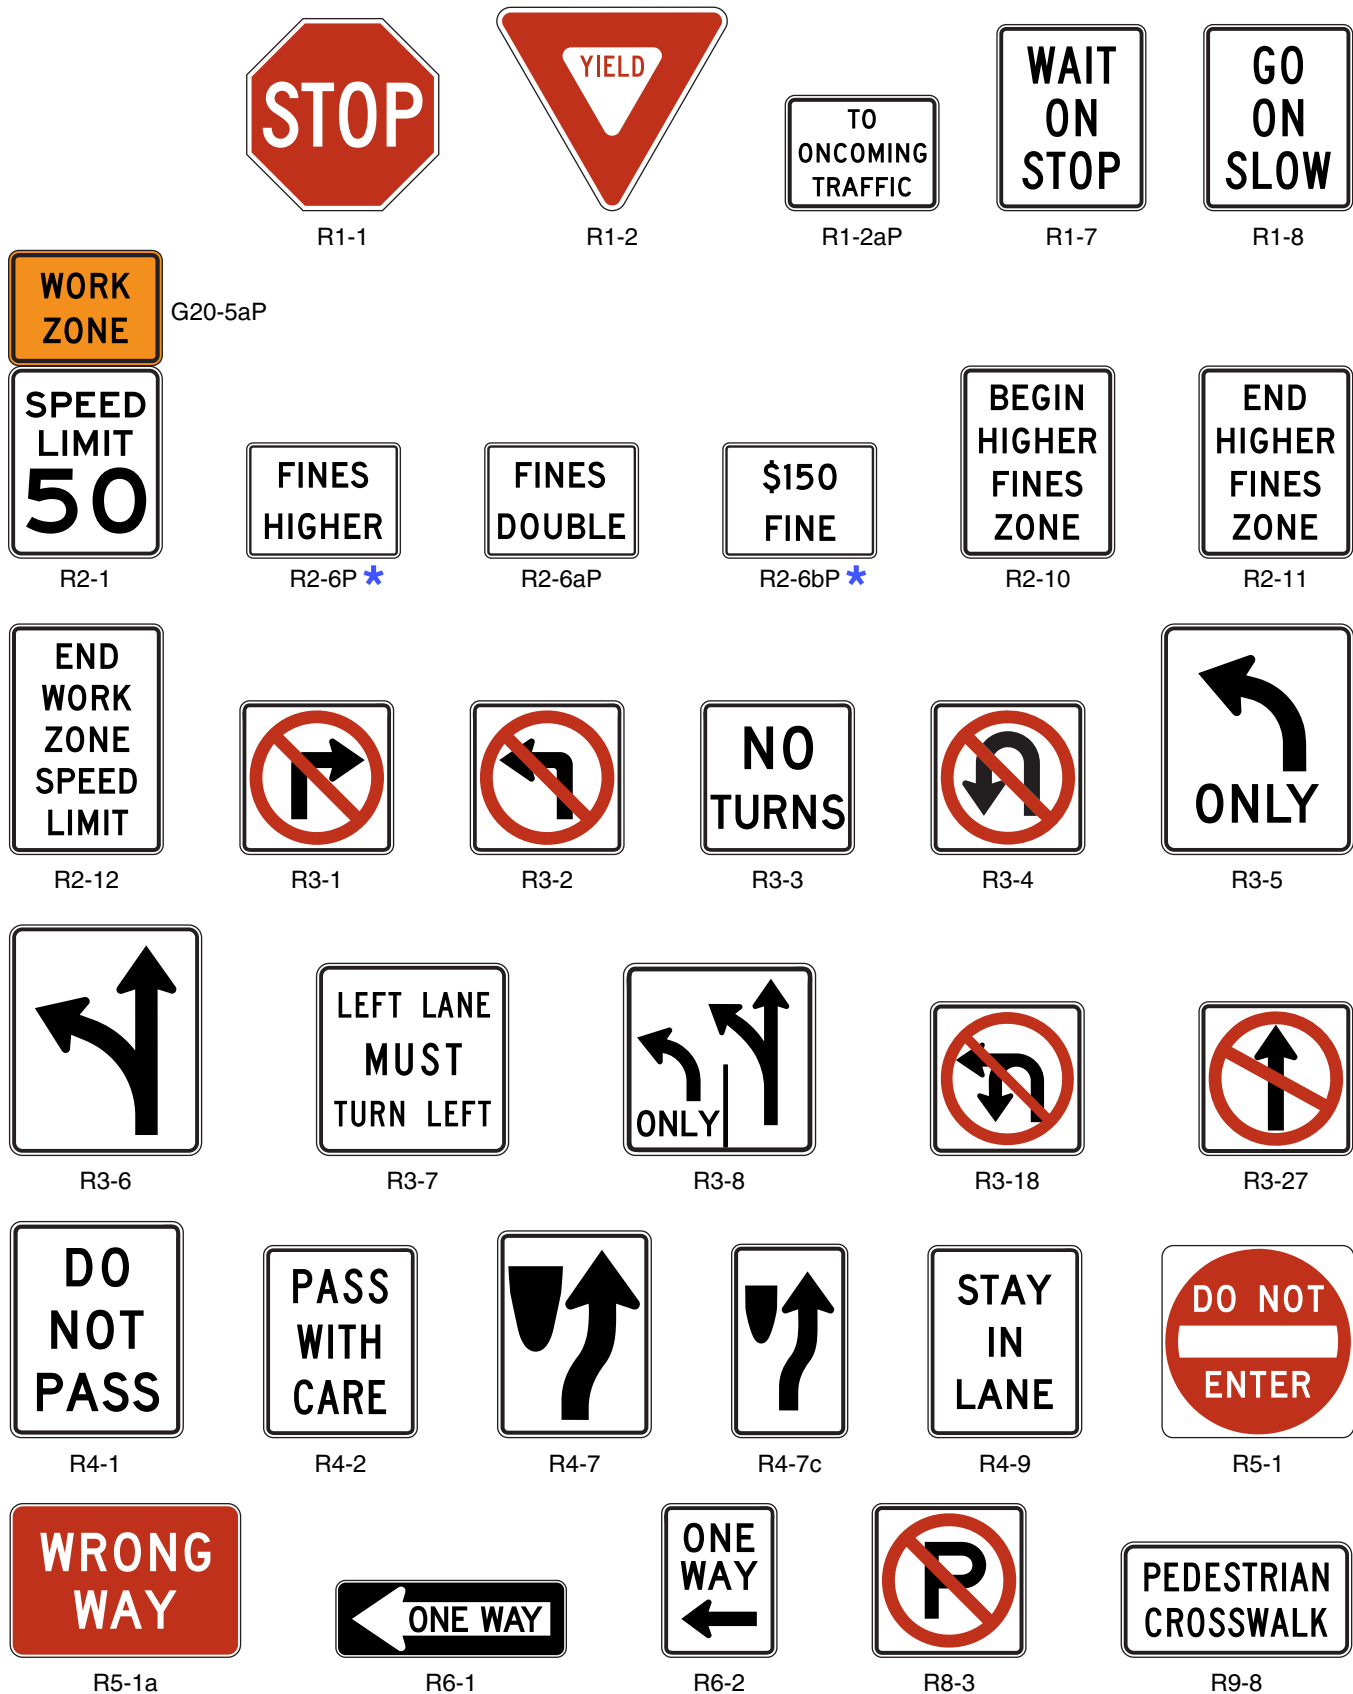 STOP
R1-1
YIELD
R1-2
TO
ONCOMING
TRAFFIC
R1-2aP
WAIT
ON
STOP
R1-7
GO
ON
SLOW
R1-8
WORK
ZONE
G20-5aP
SPEED
LIMIT
50
R2-1
FINES
HIGHER
R2-6P *
FINES
DOUBLE
R2-6aP
$150
FINE
R2-6bP *
BEGIN
HIGHER
FINES
ZONE
R2-10
END
HIGHER
FINES
ZONE
R2-11
END
WORK
ZONE
SPEED
LIMIT
R2-12
R3-1
R3-2
NO
TURNS
R3-3
R3-4
ONLY
R3-5
R3-6
LEFT LANE
MUST
TURN LEFT
R3-7
ONLY
R3-8
R3-18
R3-27
DO
NOT
PASS
R4-1
PASS
WITH
CARE
R4-2
R4-7
R4-7c
STAY
IN
LANE
R4-9
DO NOT
ENTER
R5-1
WRONG
WAY
R5-1a
ONE WAY
R6-1
ONE
WAY
R6-2
P
R8-3
PEDESTRIAN
CROSSWALK
R9-8